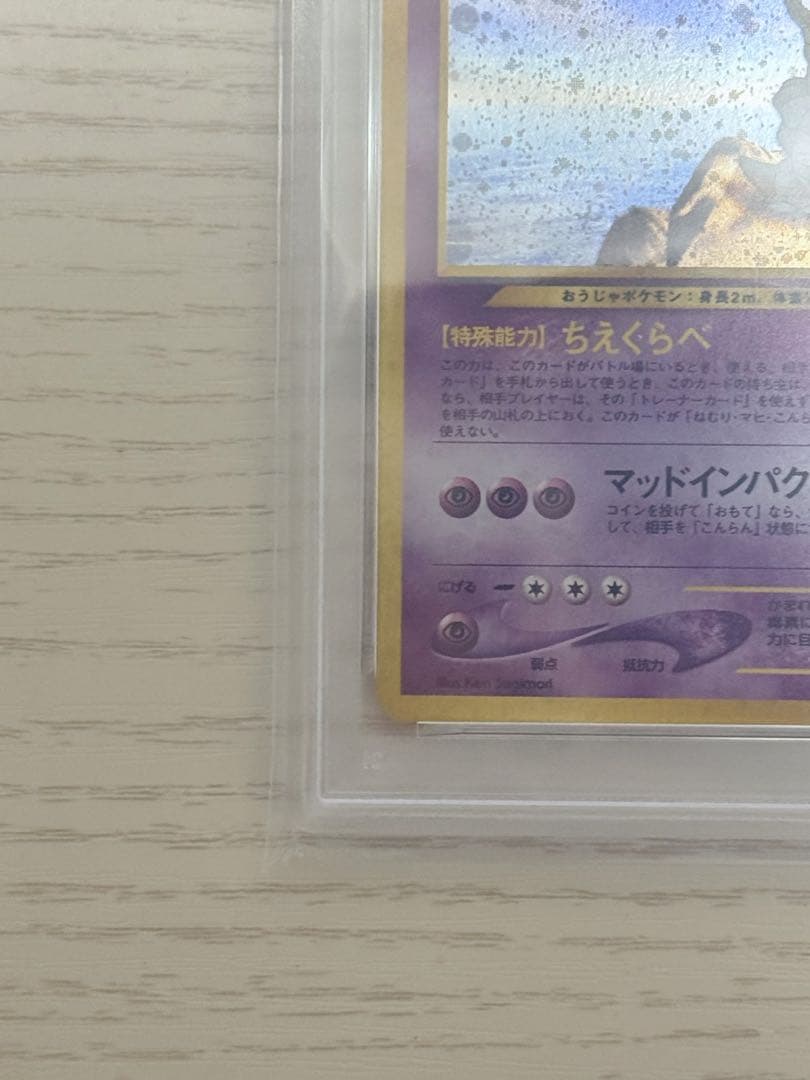 おうじゃポケモン：身長2m、体重
【特殊能力】ちえくらべ
この力は、このカードがバトル場にいるとき、使える。相手
カード」を手札から出して使うとき、このカードの持ち主は
なら、相手プレイヤーは、その「トレーナーカード」を使えず
を相手の山札の上におく。このカードが「ねむり・マヒ・こんら
使えない。
マッドインパク
コインを投げて「おもて」なら、
して、相手を「こんらん」状態に
にげる
力に目
弱点 抵抗力
Illus. Ken Sugimori